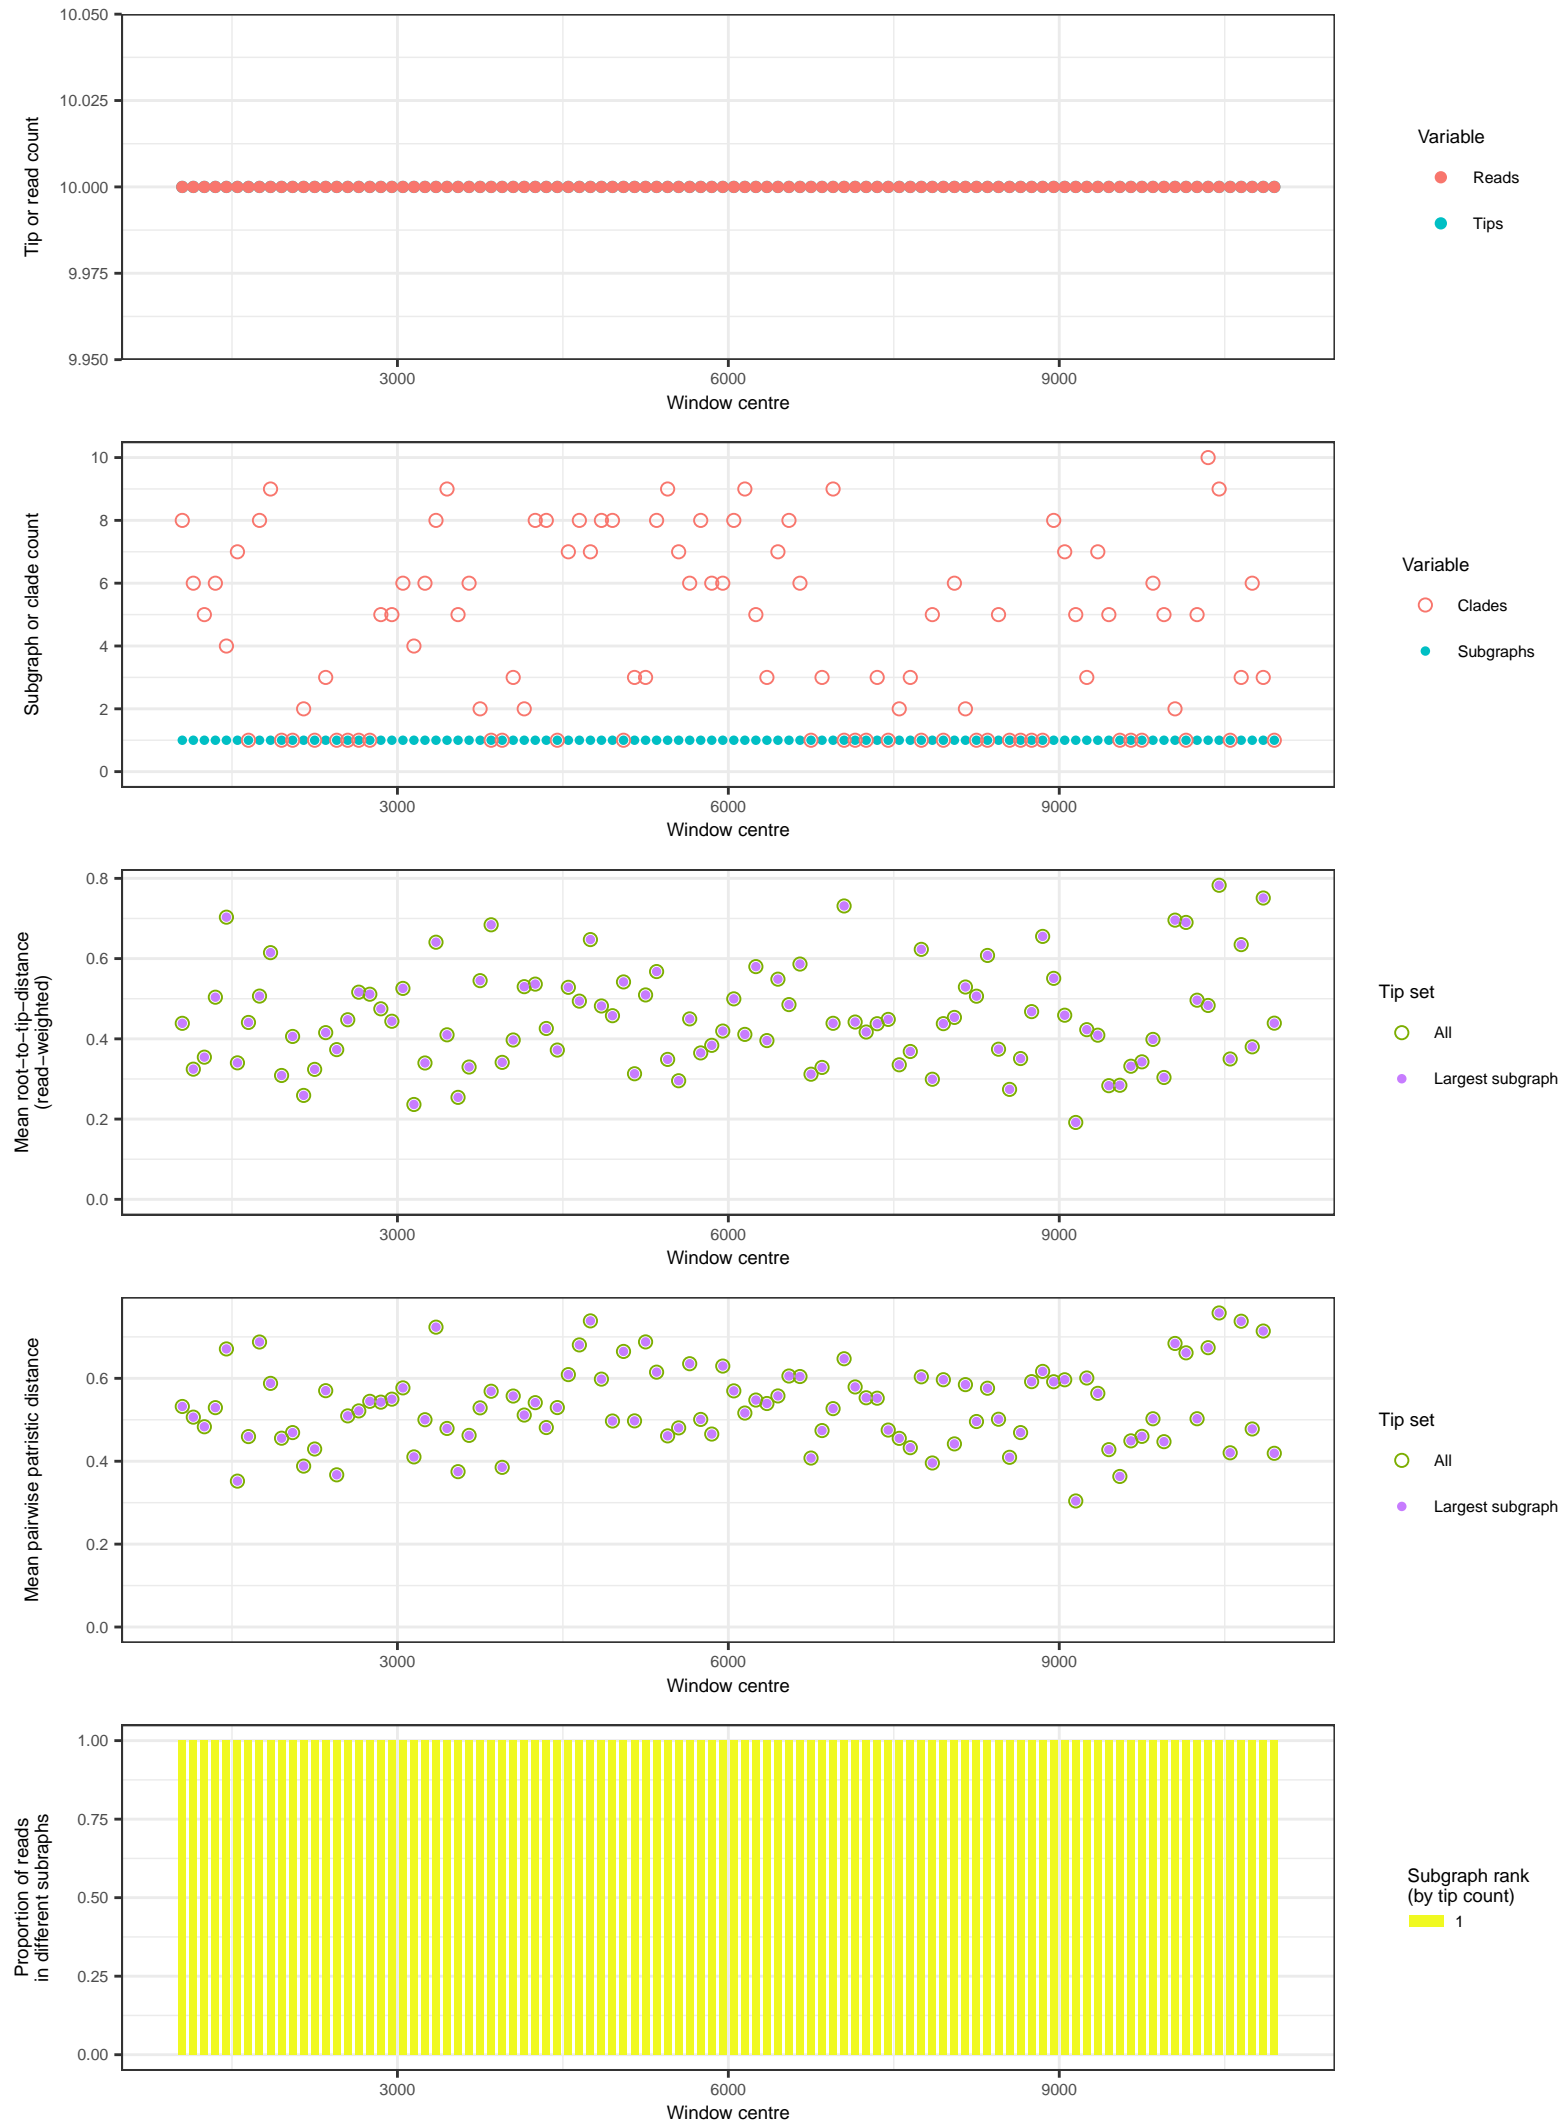 10.050
10.025
10.000
9.975
9.950
Tip or read count
3000 6000 9000
Window centre
Variable
Reads
Tips
10
8
6
4
2
0
Subgraph or clade count
3000 6000 9000
Window centre
Variable
Clades
Subgraphs
0.8
0.6
0.4
0.2
0.0
Mean root−to−tip−distance
(read−weighted)
3000 6000 9000
Window centre
Tip set
All
Largest subgraph
0.6
0.4
0.2
0.0
Mean pairwise patristic distance
3000 6000 9000
Window centre
Tip set
All
Largest subgraph
1.00
0.75
0.50
0.25
0.00
Proportion of reads
in different subraphs
3000 6000 9000
Window centre
Subgraph rank
(by tip count)
1